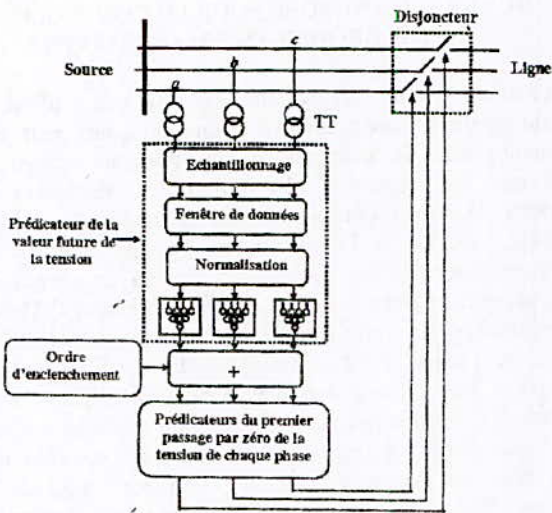 Disjoncteur
c
b
a
Source
Ligne
TT
Echantillonnage
Fenêtre de données
Prédicateur de la
valeur future de
la tension
Normalisation
Ordre
d'enclenchement
+
Prédicateurs du premier
passage par zéro de la
tension de chaque phase